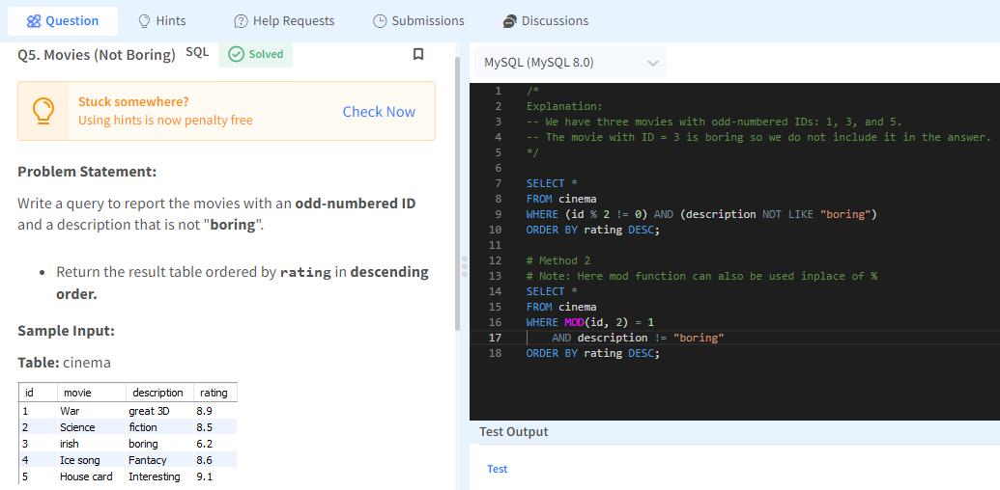 Question
Hints
Help Requests
Submissions
Discussions
Q5. Movies (Not Boring) SQL Solved
Stuck somewhere?
Using hints is now penalty free
Check Now
Problem Statement:
Write a query to report the movies with an odd-numbered ID
and a description that is not "boring".
• Return the result table ordered by rating in descending
order.
Sample Input:
Table: cinema
id movie description rating
1 War great 3D 8.9
2 Science fiction 8.5
3 irish boring 6.2
4 Ice song Fantacy 8.6
5 House card Interesting 9.1
MySQL (MySQL 8.0)
1 /*
2 Explanation:
3 -- We have three movies with odd-numbered IDs: 1, 3, and 5.
4 -- The movie with ID = 3 is boring so we do not include it in the answer.
5 */
6
7 SELECT *
8 FROM cinema
9 WHERE (id % 2 != 0) AND (description NOT LIKE "boring")
10 ORDER BY rating DESC;
11
12 # Method 2
13 # Note: Here mod function can also be used inplace of %
14 SELECT *
15 FROM cinema
16 WHERE MOD(id, 2) = 1
17 AND description != "boring"
18 ORDER BY rating DESC;
Test Output
Test